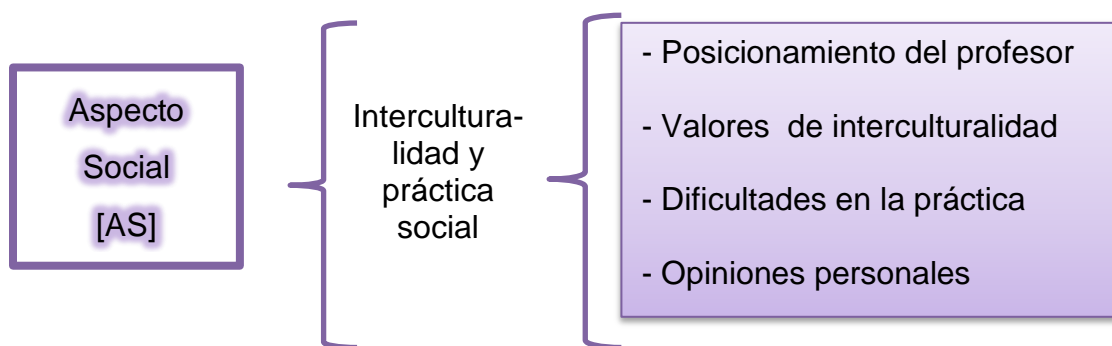 Aspecto
Social
[AS]
Intercultura-
lidad y
práctica
social
- Posicionamiento del profesor
- Valores  de interculturalidad
- Dificultades en la práctica
- Opiniones personales